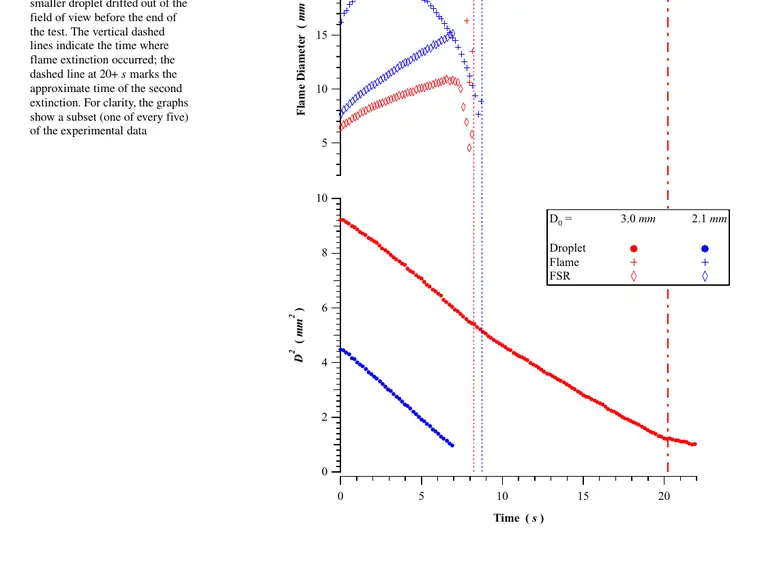 smaller droplet drifted out of the
field of view before the end of
the test. The vertical dashed
lines indicate the time where
flame extinction occurred; the
dashed line at 20+ s marks the
approximate time of the second
extinction. For clarity, the graphs
show a subset (one of every five)
of the experimental data
Flame Diameter ( mm
15
10
5
10
8
6
4
2
0
D² ( mm² )
D₀ = 3.0 mm 2.1 mm
Droplet
Flame
FSR
0 5 10 15 20
Time ( s )